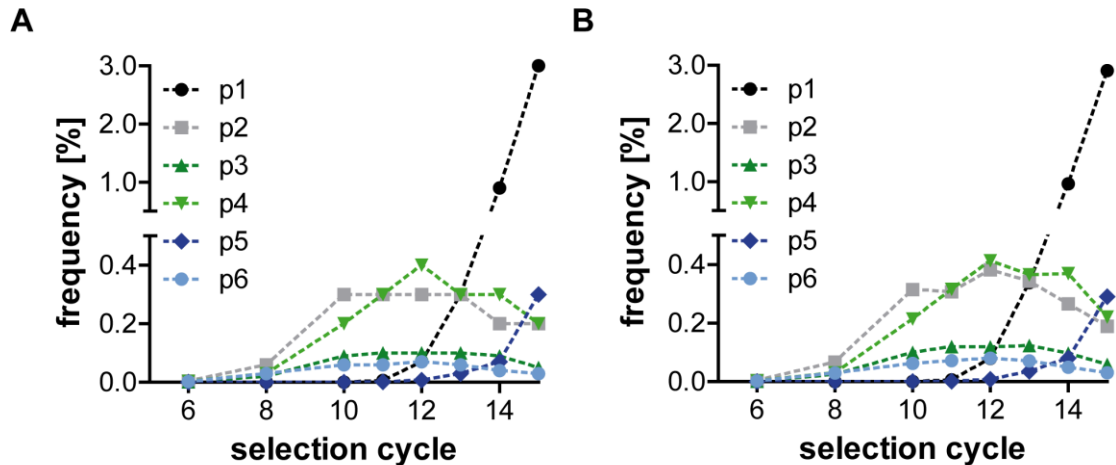 A
frequency [%]
3.0
2.0
1.0
0.4
0.2
0.0
p1
p2
p3
p4
p5
p6
6 8 10 12 14
selection cycle
B
frequency [%]
3.0
2.0
1.0
0.4
0.2
0.0
p1
p2
p3
p4
p5
p6
6 8 10 12 14
selection cycle